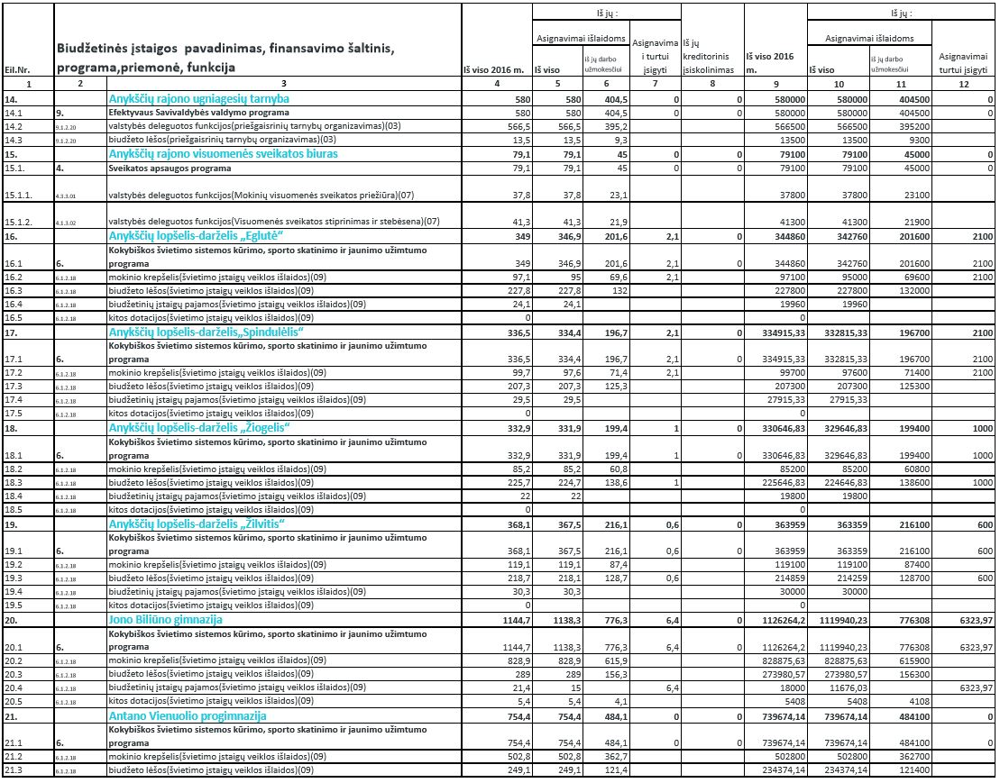 Iš jų : Iš jų :
Asignavimai išlaidoms Asignavimai išlaidoms
Biudžetinės įstaigos pavadinimas, finansavimo šaltinis, Asignavima Iš jų
programa,priemonė, funkcija i turtui kreditorinis iš jų darbo Iš viso 2016 iš jų darbo Asignavimai
Eil.Nr. Iš viso 2016 m. Iš viso užmokesčiui įsigyti įsiskolinimas m. Iš viso užmokesčiui turtui įsigyti
1 2 3 4 5 6 7 8 9 10 11 12
14. Anykščių rajono ugniagesių tarnyba 580 580 404,5 0 0 580000 580000 404500 0
14.1 9. Efektyvaus Savivaldybės valdymo programa 580 580 404,5 0 0 580000 580000 404500 0
14.2 9.1.2.20 valstybės deleguotos funkcijos(priešgaisrinių tarnybų organizavimas)(03) 566,5 566,5 395,2 566500 566500 395200
14.3 9.1.2.20 biudžeto lėšos(priešgaisrinių tarnybų organizavimas)(03) 13,5 13,5 9,3 13500 13500 9300
15. Anykščių rajono visuomenės sveikatos biuras 79,1 79,1 45 0 0 79100 79100 45000 0
15.1. 4. Sveikatos apsaugos programa 79,1 79,1 45 0 0 79100 79100 45000 0
15.1.1. 4.3.3.01 valstybės deleguotos funkcijos(Mokinių visuomenės sveikatos priežiūra)(07) 37,8 37,8 23,1 37800 37800 23100
15.1.2. 4.1.3.02 valstybės deleguotos funkcijos(Visuomenės sveikatos stiprinimas ir stebėsena)(07) 41,3 41,3 21,9 41300 41300 21900
16. Anykščių lopšelis-darželis „Eglutė“ 349 346,9 201,6 2,1 0 344860 342760 201600 2100
Kokybiškos švietimo sistemos kūrimo, sporto skatinimo ir jaunimo užimtumo
16.1 6. programa 349 346,9 201,6 2,1 0 344860 342760 201600 2100
16.2 6.1.2.18 mokinio krepšelis(švietimo įstaigų veiklos išlaidos)(09) 97,1 95 69,6 2,1 97100 95000 69600 2100
16.3 6.1.2.18 biudžeto lėšos(švietimo įstaigų veiklos išlaidos)(09) 227,8 227,8 132 227800 227800 132000
16.4 6.1.2.18 biudžetinių įstaigų pajamos(švietimo įstaigų veiklos išlaidos)(09) 24,1 24,1 19960 19960
16.5 6.1.2.18 kitos dotacijos(švietimo įstaigų veiklos išlaidos)(09) 0 0
17. Anykščių lopšelis-darželis„Spindulėlis“ 336,5 334,4 196,7 2,1 0 334915,33 332815,33 196700 2100
Kokybiškos švietimo sistemos kūrimo, sporto skatinimo ir jaunimo užimtumo
17.1 6. programa 336,5 334,4 196,7 2,1 0 334915,33 332815,33 196700 2100
17.2 6.1.2.18 mokinio krepšelis(švietimo įstaigų veiklos išlaidos)(09) 99,7 97,6 71,4 2,1 99700 97600 71400 2100
17.3 6.1.2.18 biudžeto lėšos(švietimo įstaigų veiklos išlaidos)(09) 207,3 207,3 125,3 207300 207300 125300
17.4 6.1.2.18 biudžetinių įstaigų pajamos(švietimo įstaigų veiklos išlaidos)(09) 29,5 29,5 27915,33 27915,33
17.5 6.1.2.18 kitos dotacijos(švietimo įstaigų veiklos išlaidos)(09) 0 0
18. Anykščių lopšelis-darželis „Žiogelis“ 332,9 331,9 199,4 1 0 330646,83 329646,83 199400 1000
Kokybiškos švietimo sistemos kūrimo, sporto skatinimo ir jaunimo užimtumo
18.1 6. programa 332,9 331,9 199,4 1 0 330646,83 329646,83 199400 1000
18.2 6.1.2.18 mokinio krepšelis(švietimo įstaigų veiklos išlaidos)(09) 85,2 85,2 60,8 85200 85200 60800
18.3 6.1.2.18 biudžeto lėšos(švietimo įstaigų veiklos išlaidos)(09) 225,7 224,7 138,6 1 225646,83 224646,83 138600 1000
18.4 6.1.2.18 biudžetinių įstaigų pajamos(švietimo įstaigų veiklos išlaidos)(09) 22 22 19800 19800
18.5 6.1.2.18 kitos dotacijos(švietimo įstaigų veiklos išlaidos)(09) 0 0
19. Anykščių lopšelis-darželis „Žilvitis“ 368,1 367,5 216,1 0,6 0 363959 363359 216100 600
Kokybiškos švietimo sistemos kūrimo, sporto skatinimo ir jaunimo užimtumo
19.1 6. programa 368,1 367,5 216,1 0,6 0 363959 363359 216100 600
19.2 6.1.2.18 mokinio krepšelis(švietimo įstaigų veiklos išlaidos)(09) 119,1 119,1 87,4 119100 119100 87400
19.3 6.1.2.18 biudžeto lėšos(švietimo įstaigų veiklos išlaidos)(09) 218,7 218,1 128,7 0,6 214859 214259 128700 600
19.4 6.1.2.18 biudžetinių įstaigų pajamos(švietimo įstaigų veiklos išlaidos)(09) 30,3 30,3 30000 30000
19.5 6.1.2.18 kitos dotacijos(švietimo įstaigų veiklos išlaidos)(09) 0 0
20. Jono Biliūno gimnazija 1144,7 1138,3 776,3 6,4 0 1126264,2 1119940,23 776308 6323,97
Kokybiškos švietimo sistemos kūrimo, sporto skatinimo ir jaunimo užimtumo
20.1 6. programa 1144,7 1138,3 776,3 6,4 0 1126264,2 1119940,23 776308 6323,97
20.2 6.1.2.18 mokinio krepšelis(švietimo įstaigų veiklos išlaidos)(09) 828,9 828,9 615,9 828875,63 828875,63 615900
20.3 6.1.2.18 biudžeto lėšos(švietimo įstaigų veiklos išlaidos)(09) 289 289 156,3 273980,57 273980,57 156300
20.4 6.1.2.18 biudžetinių įstaigų pajamos(švietimo įstaigų veiklos išlaidos)(09) 21,4 15 6,4 18000 11676,03 6323,97
20.5 6.1.2.18 kitos dotacijos(švietimo įstaigų veiklos išlaidos)(09) 5,4 5,4 4,1 5408 5408 4108
21. Antano Vienuolio progimnazija 754,4 754,4 484,1 0 0 739674,14 739674,14 484100 0
Kokybiškos švietimo sistemos kūrimo, sporto skatinimo ir jaunimo užimtumo
21.1 6. programa 754,4 754,4 484,1 0 0 739674,14 739674,14 484100 0
21.2 6.1.2.18 mokinio krepšelis(švietimo įstaigų veiklos išlaidos)(09) 502,8 502,8 362,7 502800 502800 362700
21.3 6.1.2.18 biudžeto lėšos(švietimo įstaigų veiklos išlaidos)(09) 249,1 249,1 121,4 234374,14 234374,14 121400